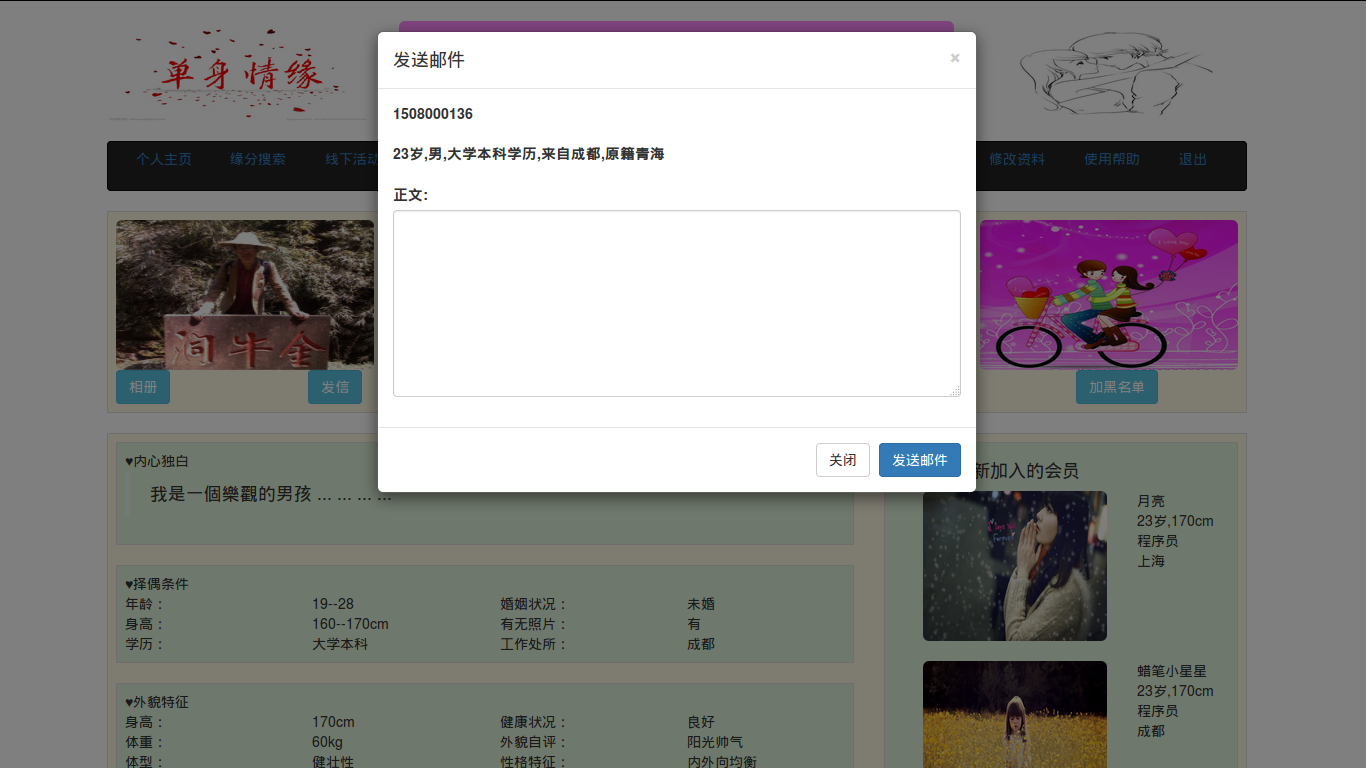 单身情缘
发送邮件
×
1508000136
23岁,男,大学本科学历,来自成都,原籍青海
正文:
关闭
发送邮件
个人主页
缘分搜索
线下活动
修改资料
使用帮助
退出
涧牛金
相册
发信
加黑名单
♥内心独白
我是一個樂觀的男孩 ... ... ... ...
♥择偶条件
年龄： 19--28 婚姻状况： 未婚
身高： 160--170cm 有无照片： 有
学历： 大学本科 工作处所： 成都
♥外貌特征
身高： 170cm 健康状况： 良好
体重： 60kg 外貌自评： 阳光帅气
体型： 健壮性 性格特征： 内外向均衡
新加入的会员
月亮
23岁,170cm
程序员
上海
蜡笔小星星
23岁,170cm
程序员
成都